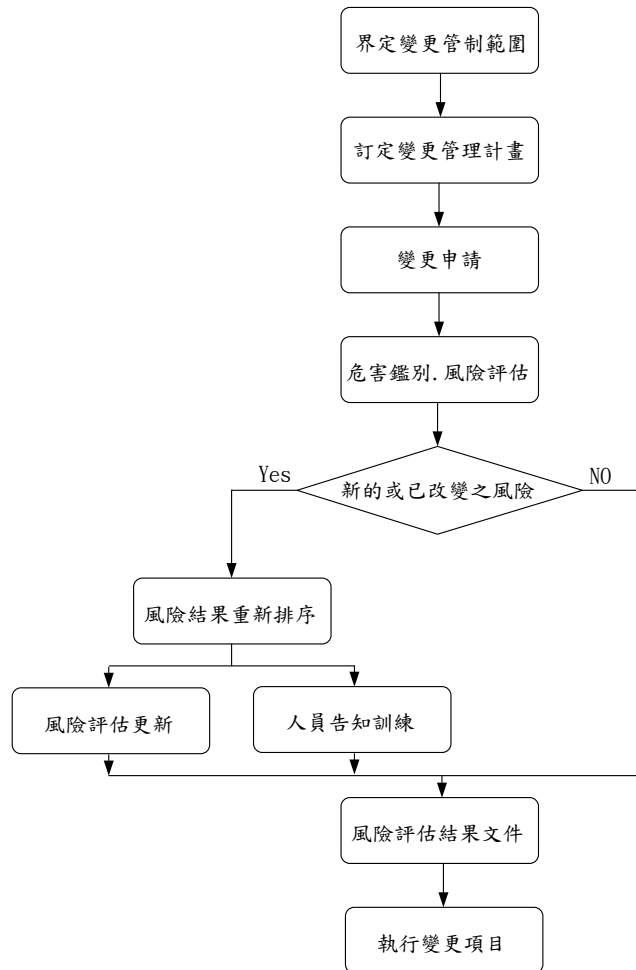 界定變更管制範圍
訂定變更管理計畫
變更申請
危害鑑別.風險評估
Yes
新的或已改變之風險
NO
風險結果重新排序
風險評估更新
人員告知訓練
風險評估結果文件
執行變更項目